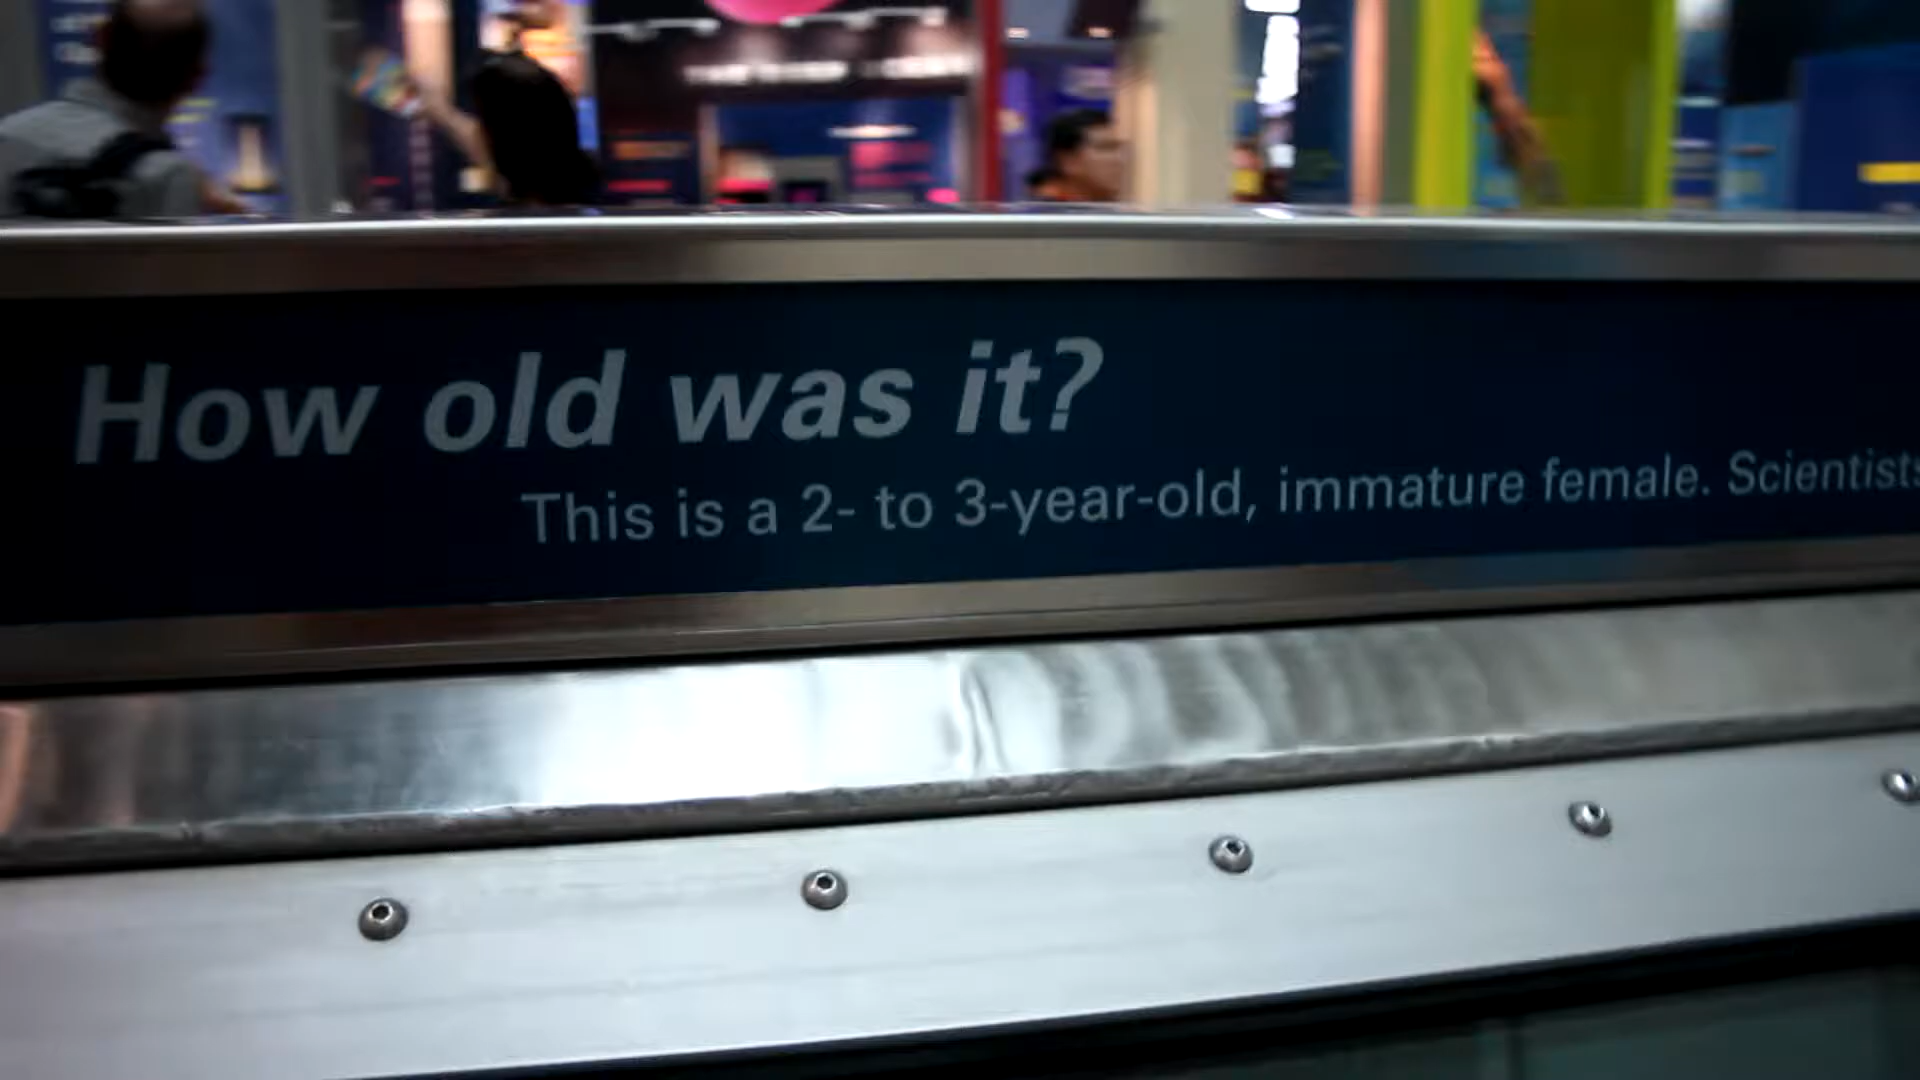 How old was it?
This is a 2- to 3-year-old, immature female. Scientists